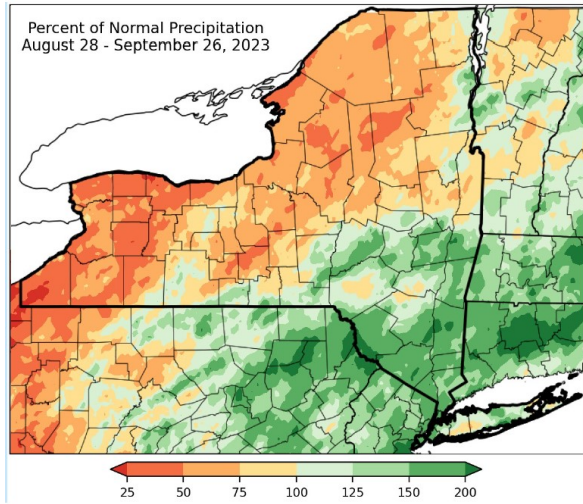 Percent of Normal Precipitation
August 28 - September 26, 2023
25 50 75 100 125 150 200